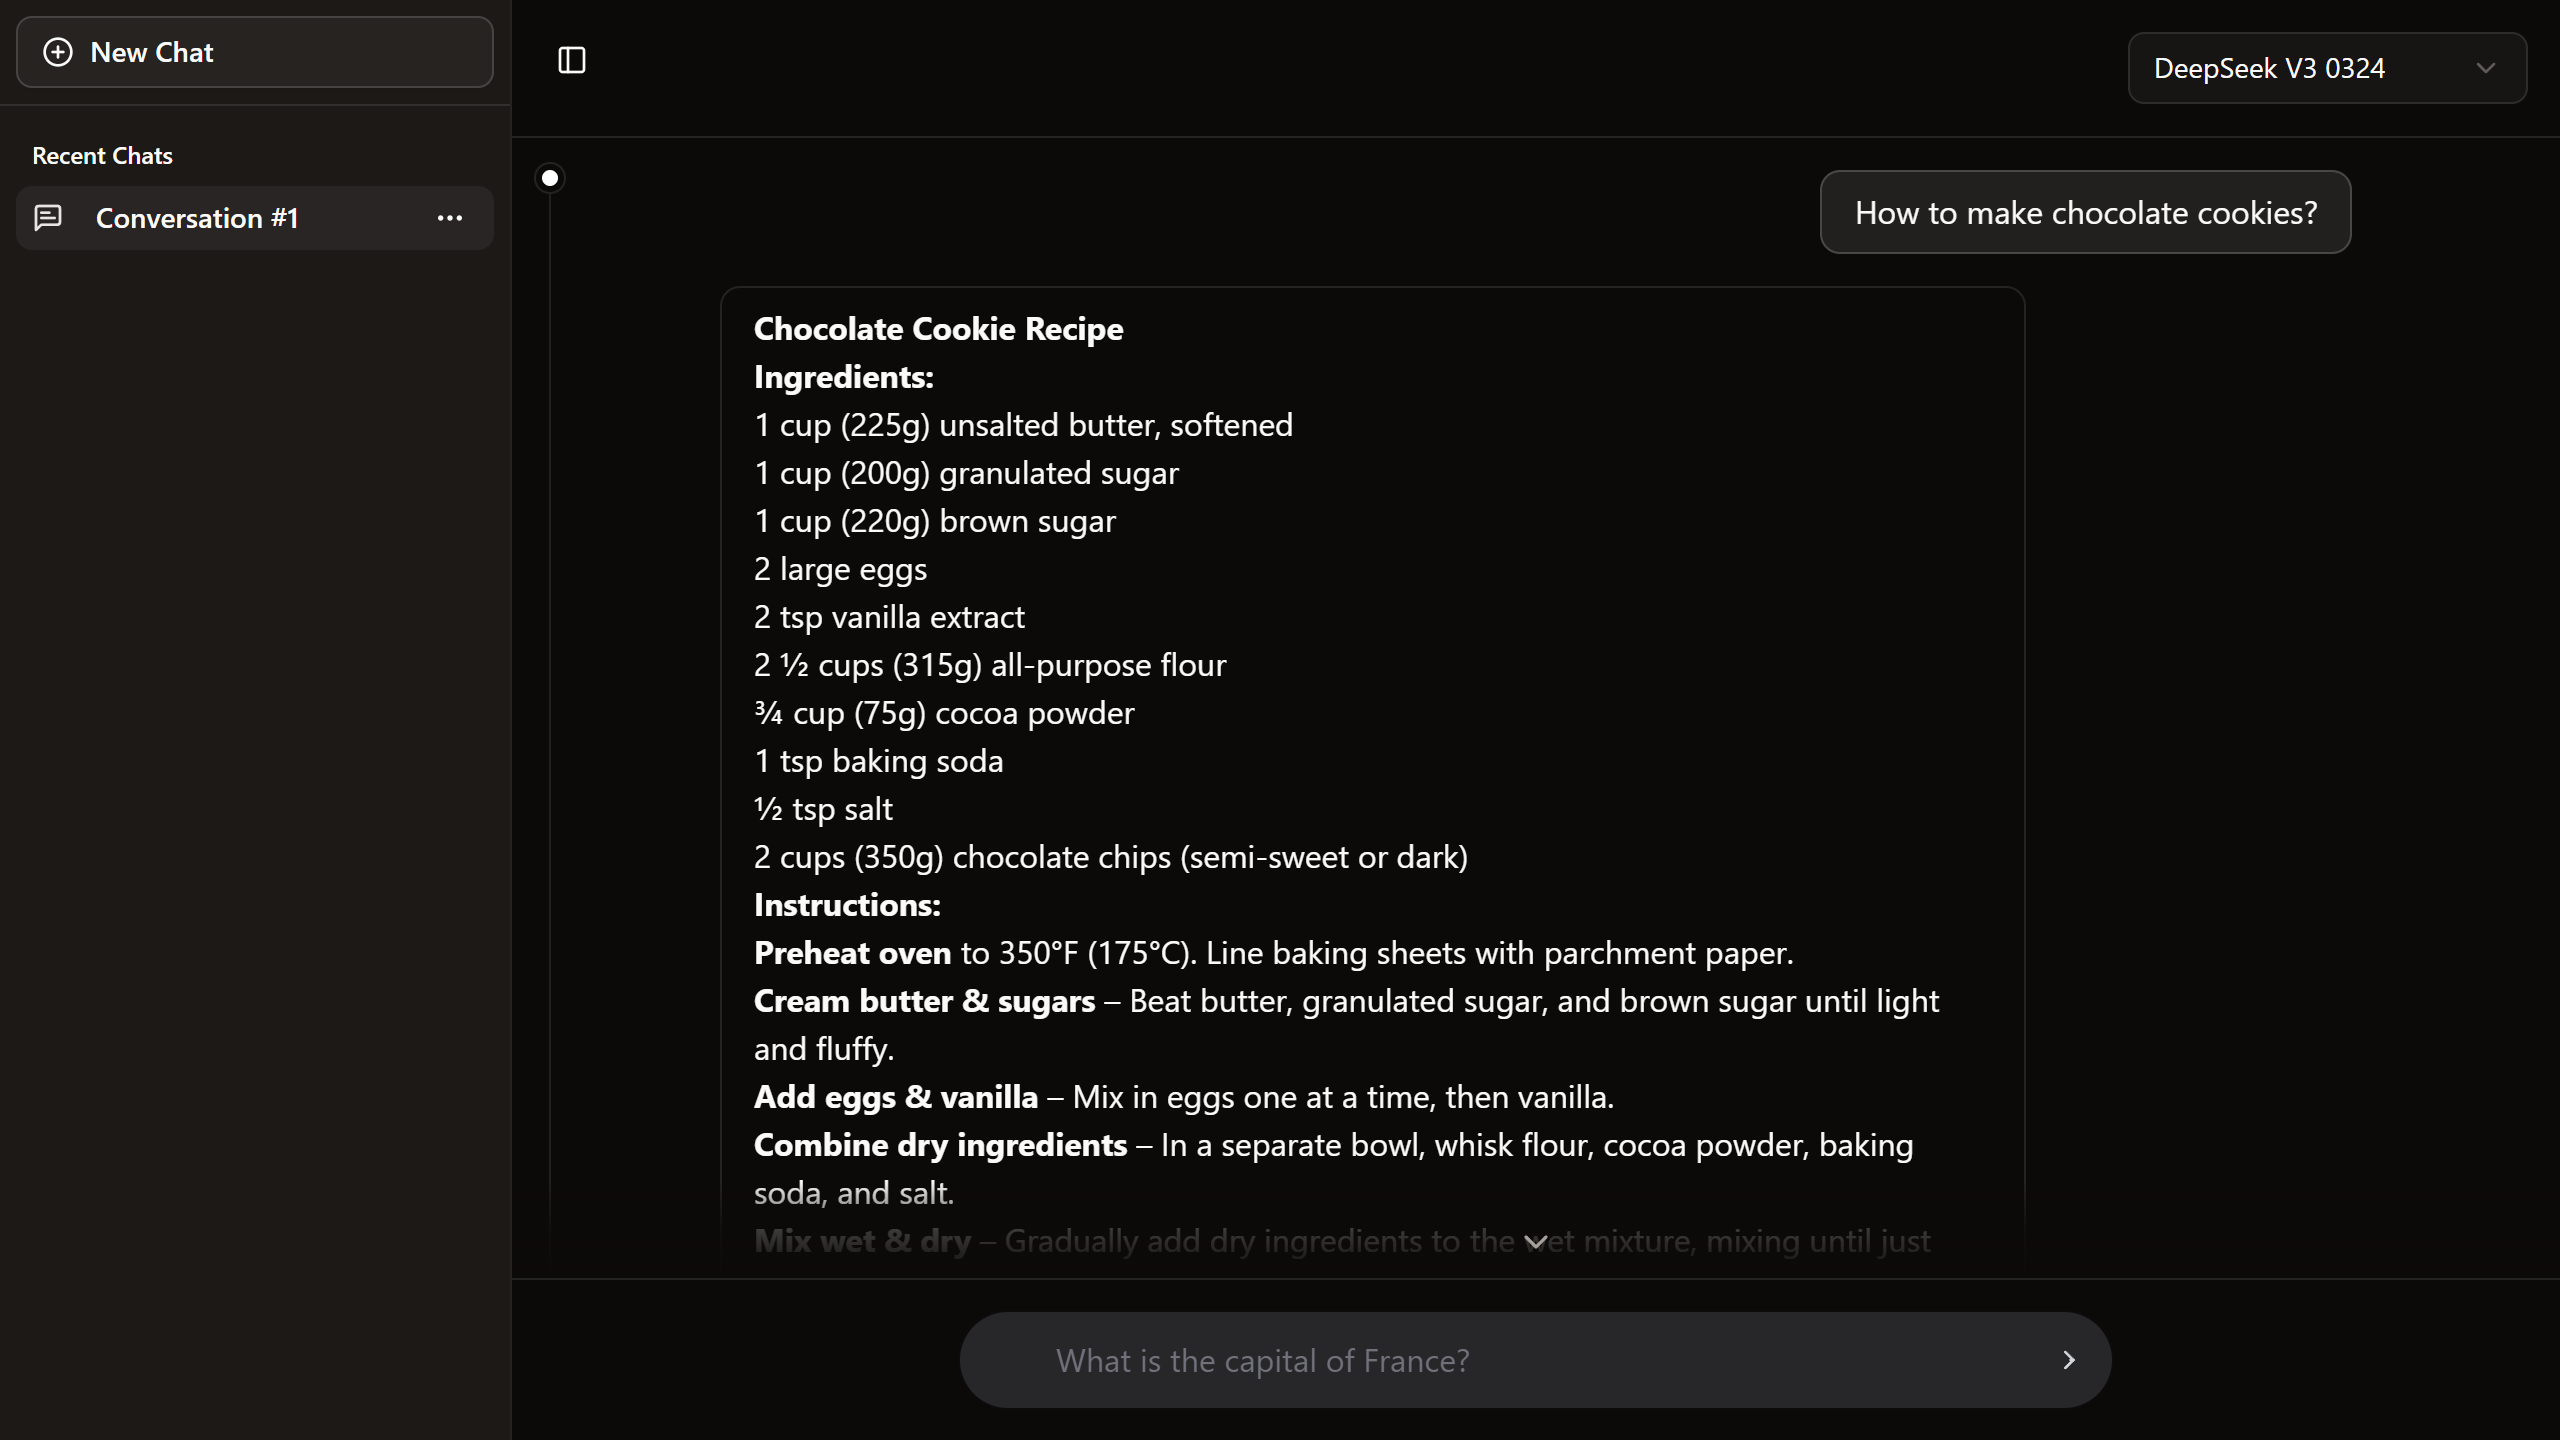 New Chat
Recent Chats
Conversation #1
DeepSeek V3 0324
How to make chocolate cookies?
Chocolate Cookie Recipe
Ingredients:
1 cup (225g) unsalted butter, softened
1 cup (200g) granulated sugar
1 cup (220g) brown sugar
2 large eggs
2 tsp vanilla extract
2 ½ cups (315g) all-purpose flour
¾ cup (75g) cocoa powder
1 tsp baking soda
½ tsp salt
2 cups (350g) chocolate chips (semi-sweet or dark)
Instructions:
Preheat oven to 350°F (175°C). Line baking sheets with parchment paper.
Cream butter & sugars – Beat butter, granulated sugar, and brown sugar until light
and fluffy.
Add eggs & vanilla – Mix in eggs one at a time, then vanilla.
Combine dry ingredients – In a separate bowl, whisk flour, cocoa powder, baking
soda, and salt.
Mix wet & dry – Gradually add dry ingredients to the wet mixture, mixing until just
What is the capital of France?